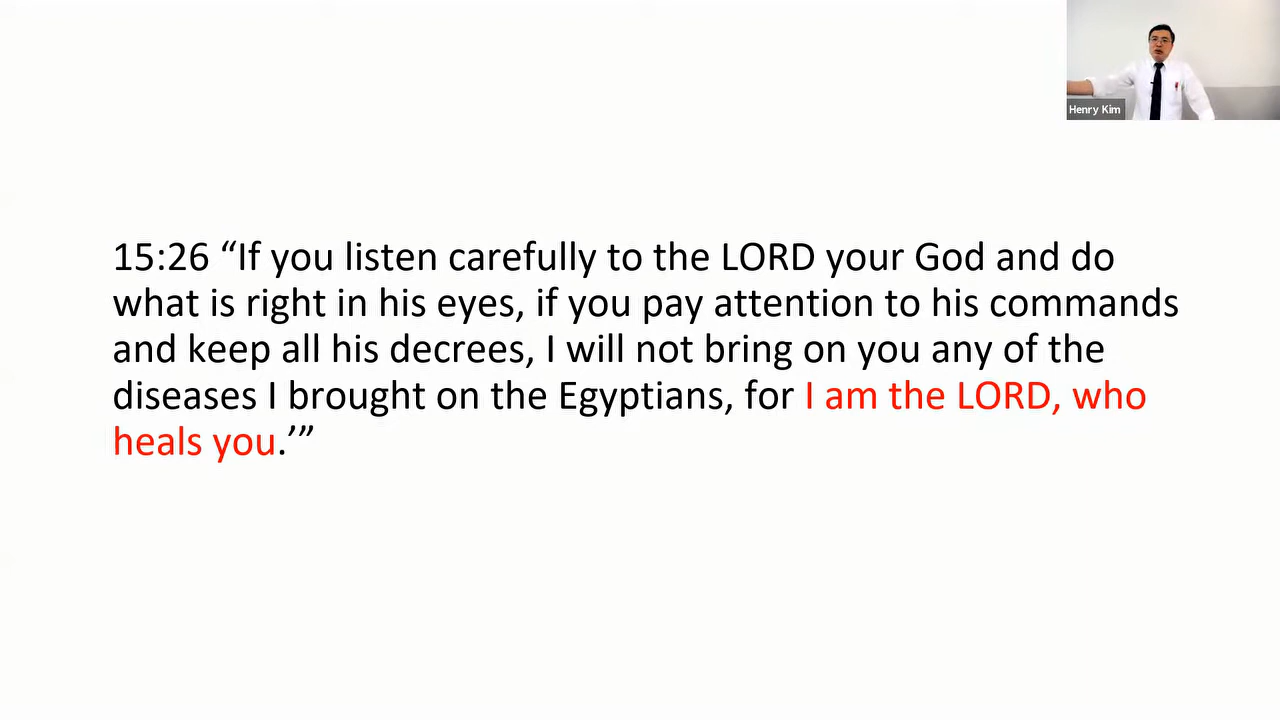 Henry Kim
15:26 “If you listen carefully to the LORD your God and do
what is right in his eyes, if you pay attention to his commands
and keep all his decrees, I will not bring on you any of the
diseases I brought on the Egyptians, for I am the LORD, who
heals you.’”